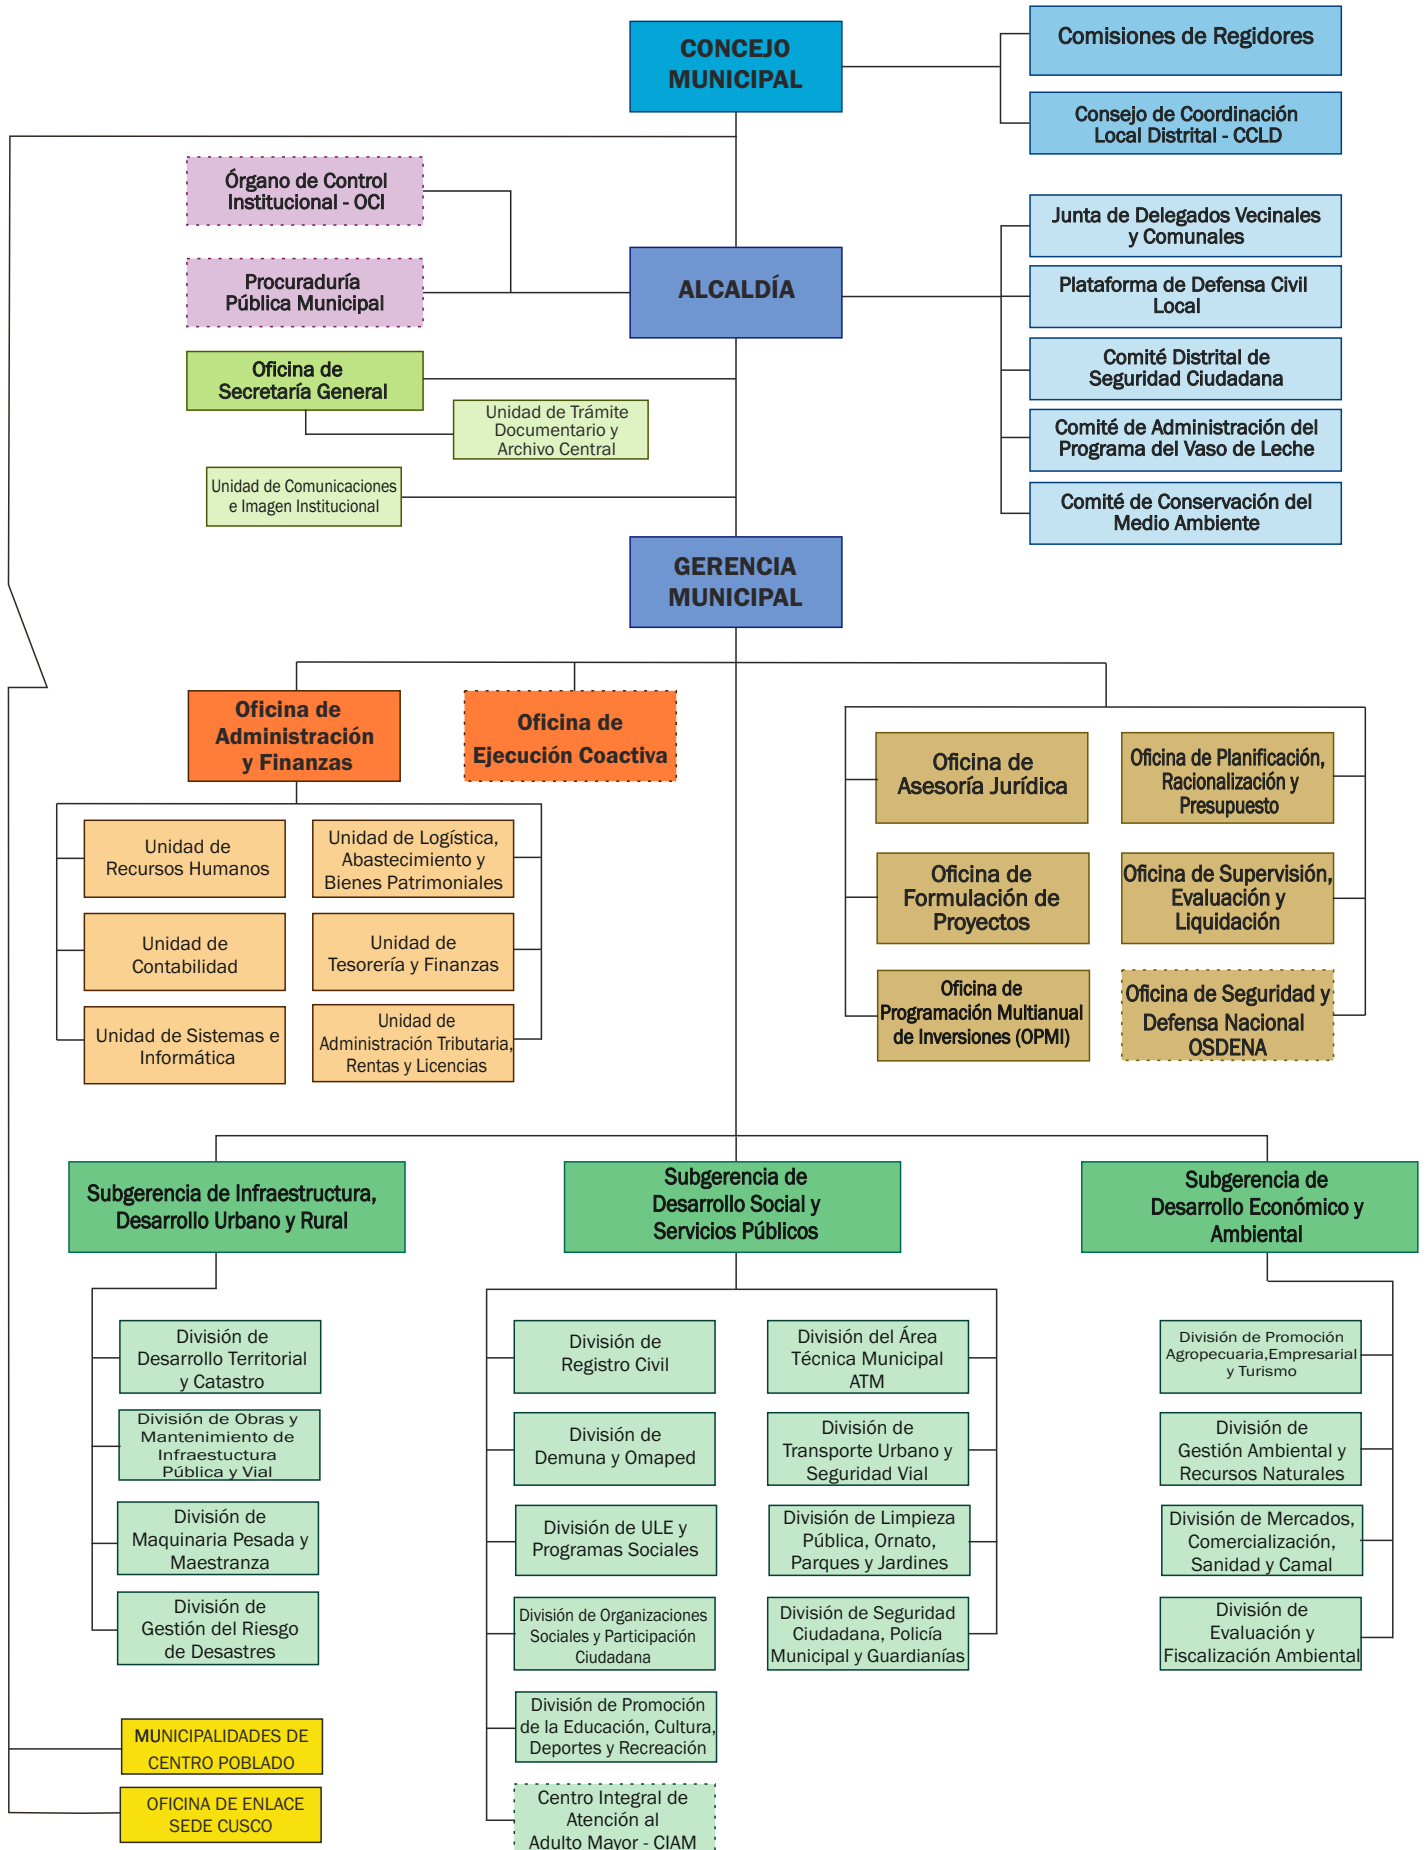 CONCEJO
MUNICIPAL
Comisiones de Regidores
Consejo de Coordinación
Local Distrital - CCLD
Órgano de Control
Institucional - OCI
Procuraduría
Pública Municipal
ALCALDÍA
Junta de Delegados Vecinales
y Comunales
Plataforma de Defensa Civil
Local
Comité Distrital de
Seguridad Ciudadana
Comité de Administración del
Programa del Vaso de Leche
Comité de Conservación del
Medio Ambiente
Oficina de
Secretaría General
Unidad de Trámite
Documentario y
Archivo Central
Unidad de Comunicaciones
e Imagen Institucional
GERENCIA
MUNICIPAL
Oficina de
Administración
y Finanzas
Oficina de
Ejecución Coactiva
Unidad de
Recursos Humanos
Unidad de Logística,
Abastecimiento y
Bienes Patrimoniales
Unidad de
Contabilidad
Unidad de
Tesorería y Finanzas
Unidad de Sistemas e
Informática
Unidad de
Administración Tributaria,
Rentas y Licencias
Oficina de
Asesoría Jurídica
Oficina de Planificación,
Racionalización y
Presupuesto
Oficina de
Formulación de
Proyectos
Oficina de Supervisión,
Evaluación y
Liquidación
Oficina de
Programación Multianual
de Inversiones (OPMI)
Oficina de Seguridad y
Defensa Nacional
OSDENA
Subgerencia de Infraestructura,
Desarrollo Urbano y Rural
Subgerencia de
Desarrollo Social y
Servicios Públicos
Subgerencia de
Desarrollo Económico y
Ambiental
División de
Desarrollo Territorial
y Catastro
División de Obras y
Mantenimiento de
Infraestuctura
Pública y Vial
División de
Maquinaria Pesada y
Maestranza
División de
Gestión del Riesgo
de Desastres
División de
Registro Civil
División del Área
Técnica Municipal
ATM
División de
Demuna y Omaped
División de
Transporte Urbano y
Seguridad Vial
División de ULE y
Programas Sociales
División de Limpieza
Pública, Ornato,
Parques y Jardines
División de Organizaciones
Sociales y Participación
Ciudadana
División de Seguridad
Ciudadana, Policía
Municipal y Guardianías
División de Promoción
de la Educación, Cultura,
Deportes y Recreación
Centro Integral de
Atención al
Adulto Mayor - CIAM
División de Promoción
Agropecuaria,Empresarial
y Turismo
División de
Gestión Ambiental y
Recursos Naturales
División de Mercados,
Comercialización,
Sanidad y Camal
División de
Evaluación y
Fiscalización Ambiental
MUNICIPALIDADES DE
CENTRO POBLADO
OFICINA DE ENLACE
SEDE CUSCO